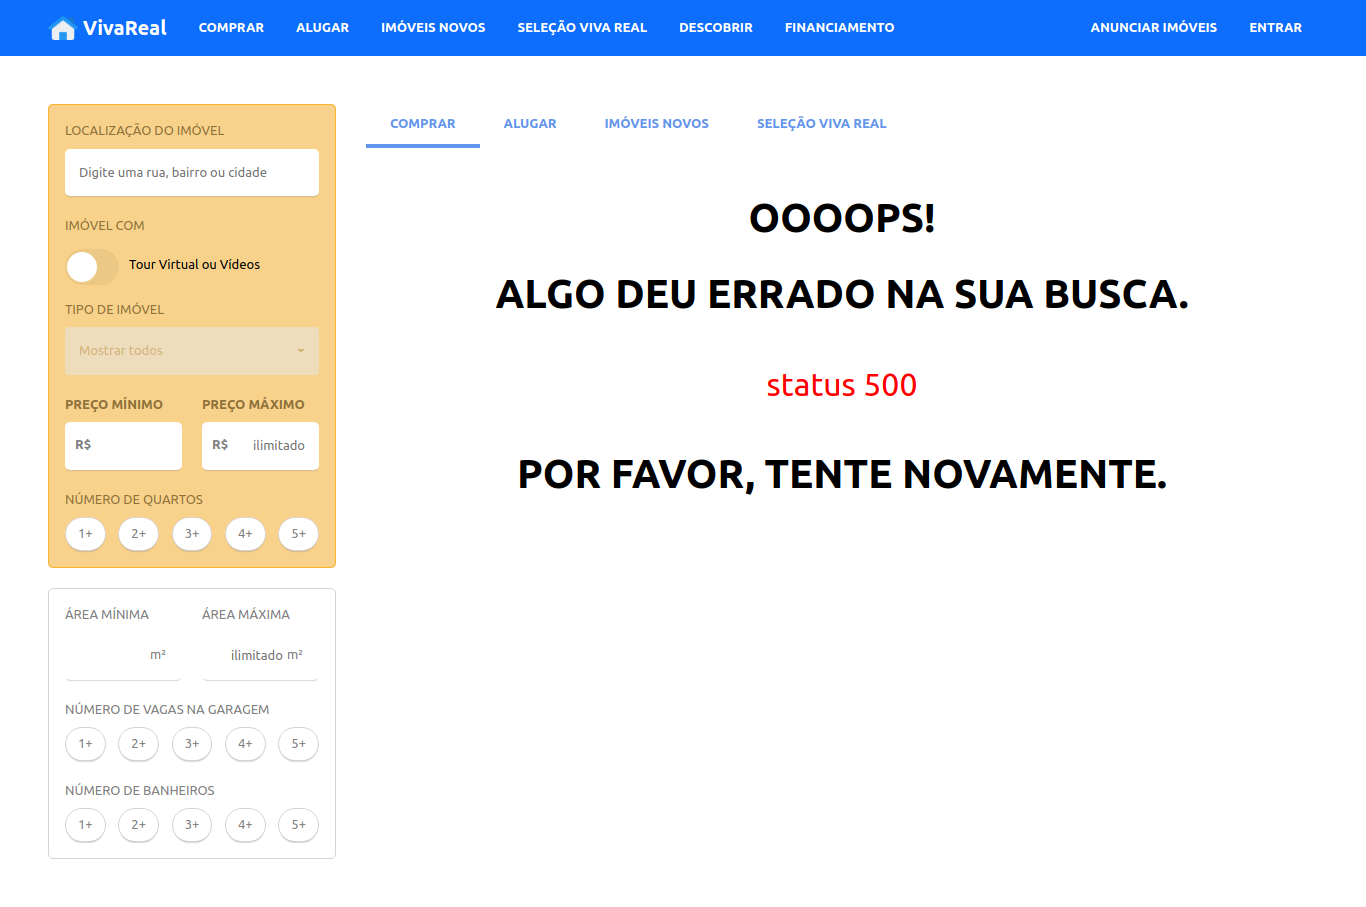 VivaReal COMPRAR ALUGAR IMÓVEIS NOVOS SELEÇÃO VIVA REAL DESCOBRIR FINANCIAMENTO ANUNCIAR IMÓVEIS ENTRAR
LOCALIZAÇÃO DO IMÓVEL
Digite uma rua, bairro ou cidade
IMÓVEL COM
Tour Virtual ou Vídeos
TIPO DE IMÓVEL
Mostrar todos
PREÇO MÍNIMO PREÇO MÁXIMO
R$ R$ ilimitado
NÚMERO DE QUARTOS
1+ 2+ 3+ 4+ 5+
ÁREA MÍNIMA ÁREA MÁXIMA
m² ilimitado m²
NÚMERO DE VAGAS NA GARAGEM
1+ 2+ 3+ 4+ 5+
NÚMERO DE BANHEIROS
1+ 2+ 3+ 4+ 5+
COMPRAR ALUGAR IMÓVEIS NOVOS SELEÇÃO VIVA REAL
OOOOPS!
ALGO DEU ERRADO NA SUA BUSCA.
status 500
POR FAVOR, TENTE NOVAMENTE.